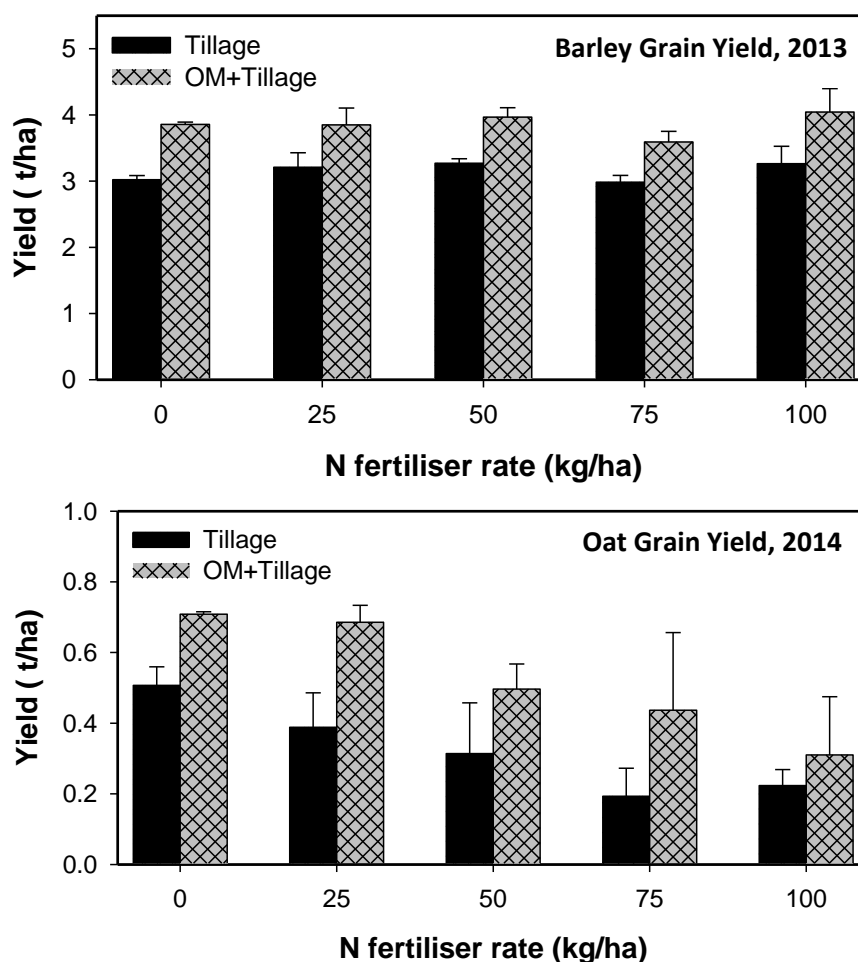 Barley Grain Yield, 2013
Tillage
OM+Tillage
Yield ( t/ha)
5
4
3
2
1
0
0 25 50 75 100
N fertiliser rate (kg/ha)
Oat Grain Yield, 2014
Tillage
OM+Tillage
Yield ( t/ha)
1.0
0.8
0.6
0.4
0.2
0.0
0 25 50 75 100
N fertiliser rate (kg/ha)